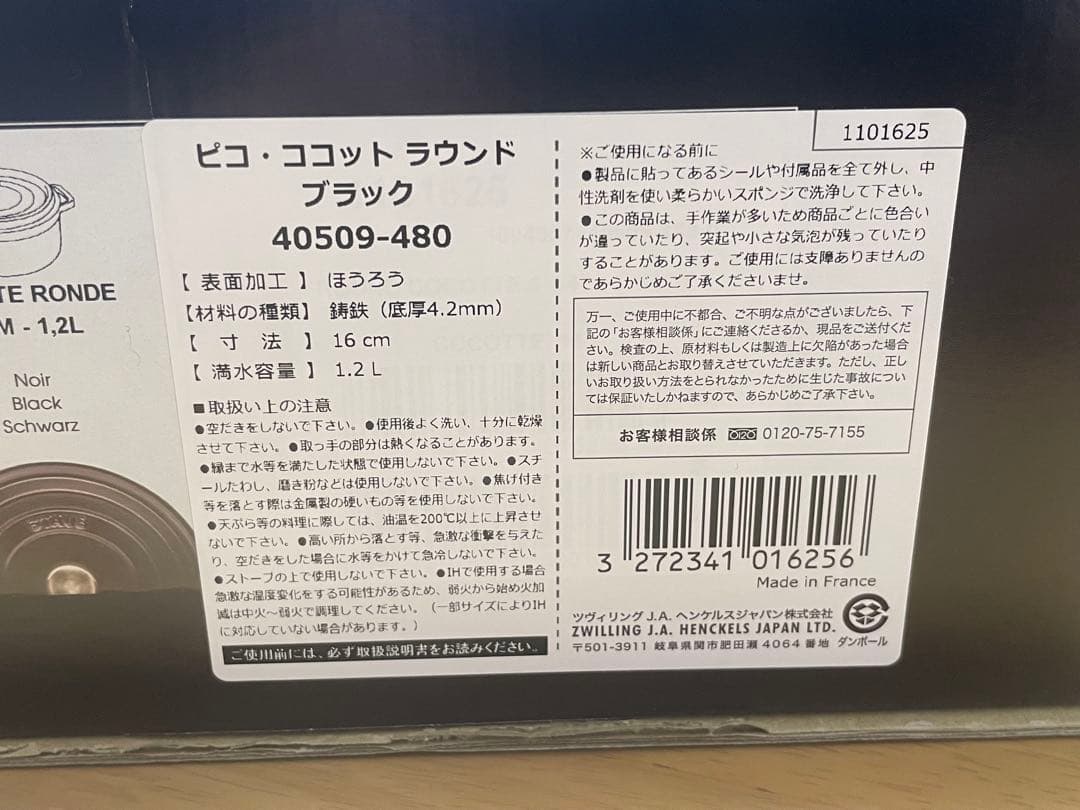 TE RONDE
M - 1,2L
Noir
Black
Schwarz
STAUB
ピコ・ココット ラウンド
ブラック
40509-480
【 表面加工 】 ほうろう
【材料の種類】 鋳鉄（底厚4.2mm）
【 寸 法 】 16 cm
【 満水容量 】 1.2 L
■取扱い上の注意
●空だきをしないで下さい。●使用後よく洗い、十分に乾燥
させて下さい。●取っ手の部分は熱くなることがあります。
●縁まで水等を満たした状態で使用しないで下さい。●スチ
ールたわし、磨き粉などは使用しないで下さい。●焦げ付き
等を落とす際は金属製の硬いもの等を使用しないで下さい。
●天ぷら等の料理に際しては、油温を200℃以上に上昇させ
ないで下さい。●高い所から落とす等、急激な衝撃を与えた
り、空だきをした場合に水等をかけて急冷しないで下さい。
●ストーブの上で使用しないで下さい。●IHで使用する場合
急激な温度変化をする可能性があるため、弱火から始め火加
減は中火～弱火で調理してください。（一部サイズによりIH
に対応していない場合があります。）
ご使用前には、必ず取扱説明書をお読みください。
1101625
※ご使用になる前に
●製品に貼ってあるシールや付属品を全て外し、中
性洗剤を使い柔らかいスポンジで洗浄して下さい。
●この商品は、手作業が多いため商品ごとに色合い
が違っていたり、突起や小さな気泡が残っていたり
することがあります。ご使用には支障ありませんの
であらかじめご了承くださいませ。
万一、ご使用中に不都合、ご不明な点がございましたら、下
記の「お客様相談係」にご連絡くださるか、現品をご送付くだ
さい。検査の上、原材料もしくは製造上に欠陥があった場合
は新しい商品とお取り替えさせていただきます。ただし、正し
いお取り扱い方法をとられなかったために生じた事故につい
ては保証いたしかねますので、あらかじめご了承下さい。
お客様相談係 0120-75-7155
3 272341 016256
Made in France
ツヴィリング J.A. ヘンケルスジャパン株式会社
ZWILLING J.A. HENCKELS JAPAN LTD.
〒501-3911 岐阜県関市肥田瀬 4064 番地 ダンボール